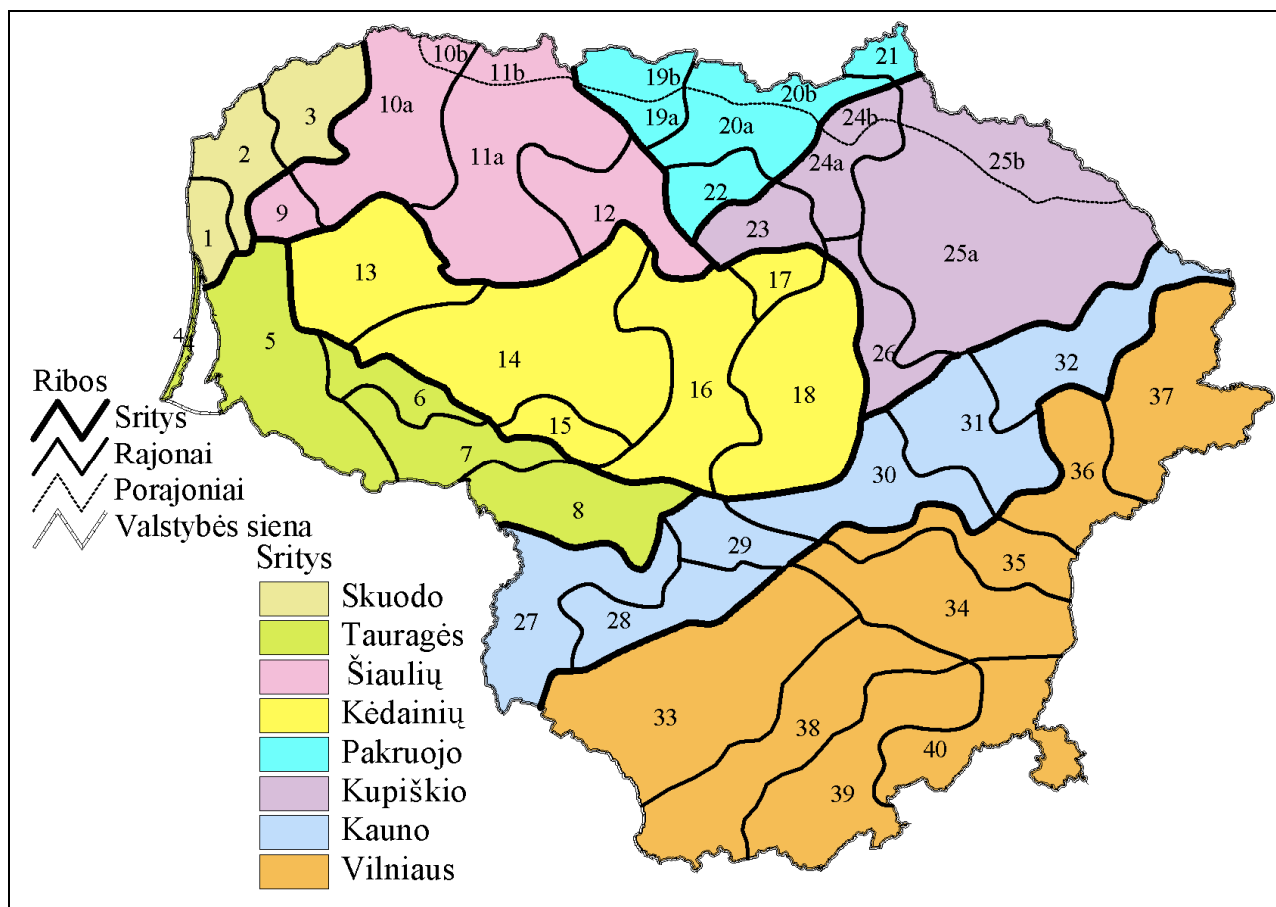 21
10b
11b
19b
20b
3
10a
19a
20a
24b
2
11a
24a
25b
22
9
12
23
1
25a
13
17
4
4
5
14
26
32
6
16
18
37
15
31
7
30
36
8
29
35
27
28
34
33
38
40
39
Ribos
Sritys
Rajonai
Porajoniai
Valstybės siena
Sritys
Skuodo
Tauragės
Šiaulių
Kėdainių
Pakruojo
Kupiškio
Kauno
Vilniaus